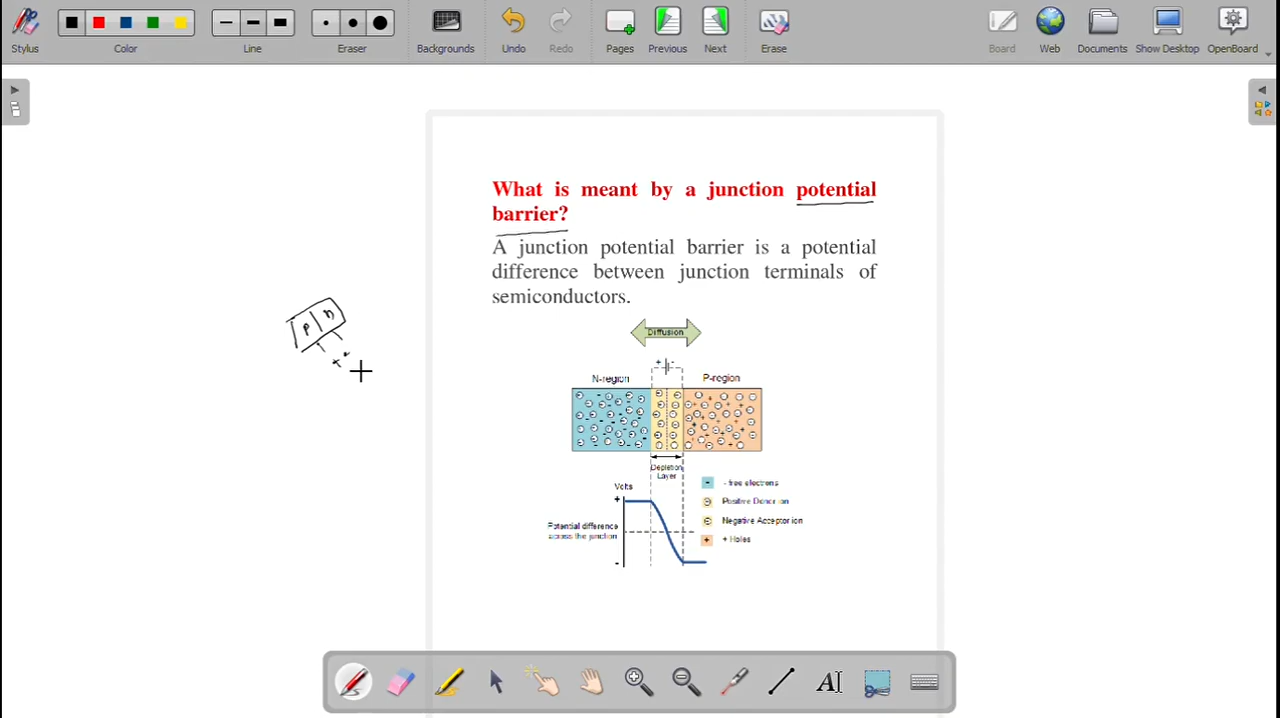 Stylus
Color
Line
Eraser
Backgrounds
Undo
Redo
Pages
Previous
Next
Erase
Board
Web
Documents
Show Desktop
OpenBoard
What is meant by a junction potential
barrier?
A junction potential barrier is a potential
difference between junction terminals of
semiconductors.
P n
+
Diffusion
+ -
N-region P-region
Depletion
Layer
Volts
+
Potential difference
across the junction
-
- free electrons
Positive Donor ion
Negative Acceptor ion
+ Holes